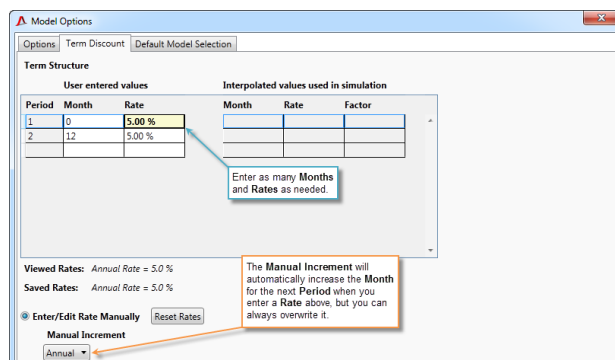 Model Options
Options Term Discount Default Model Selection
Term Structure
User entered values Interpolated values used in simulation
Period Month Rate Month Rate Factor
1 0 5.00 %
2 12 5.00 %
Enter as many Months
and Rates as needed.
Viewed Rates: Annual Rate = 5.0 %
Saved Rates: Annual Rate = 5.0 %
The Manual Increment will
automatically increase the Month
for the next Period when you
enter a Rate above, but you can
always overwrite it.
Enter/Edit Rate Manually Reset Rates
Manual Increment
Annual